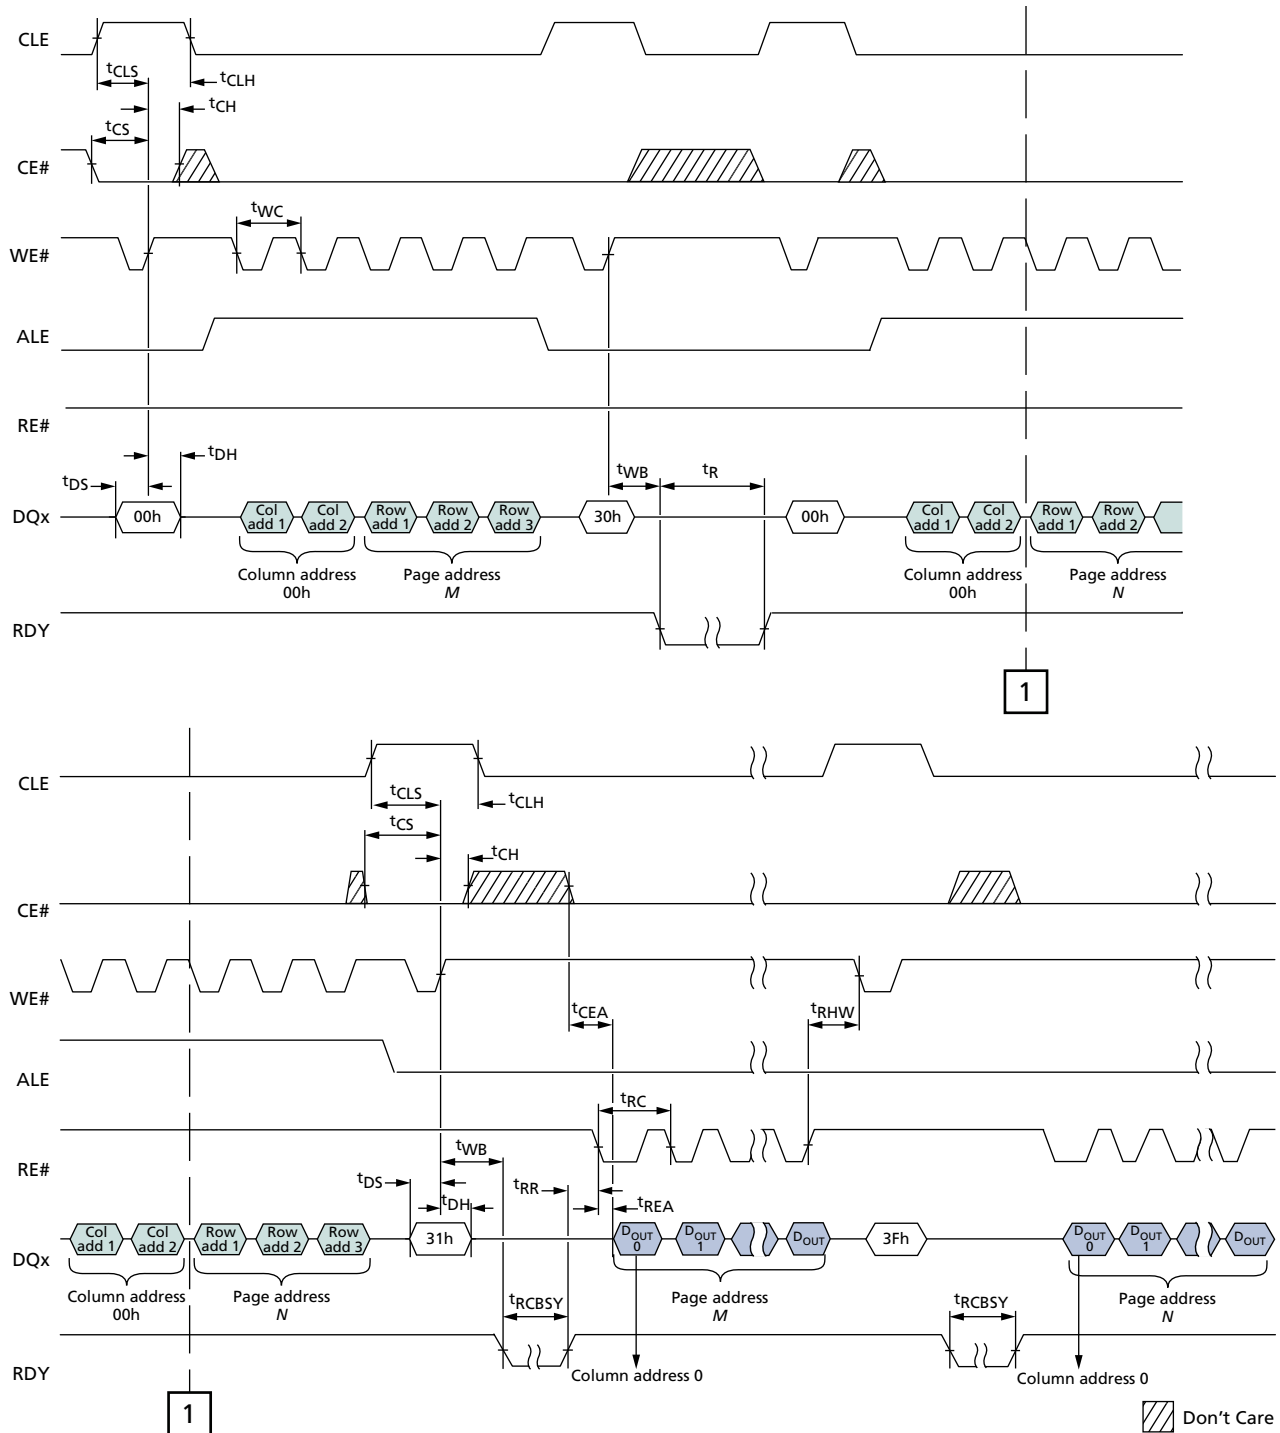 CLE
tCLS
tCLH
tCH
tCS
CE#
tWC
WE#
ALE
RE#
tDH
tDS
tWB
tR
DQx
00h
Col add 1
Col add 2
Row add 1
Row add 2
Row add 3
30h
00h
Col add 1
Col add 2
Row add 1
Row add 2
Column address
00h
Page address
M
Column address
00h
Page address
N
RDY
1
CLE
tCLS
tCLH
tCS
tCH
CE#
WE#
tCEA
tRHW
ALE
tRC
RE#
tWB
tDS
tDH
tRR
tREA
DQx
Col add 1
Col add 2
Row add 1
Row add 2
Row add 3
31h
DOUT 0
DOUT 1
DOUT
3Fh
DOUT 0
DOUT 1
DOUT
Column address
00h
Page address
N
Page address
M
Page address
N
tRCBSY
tRCBSY
RDY
Column address 0
Column address 0
1
Don't Care